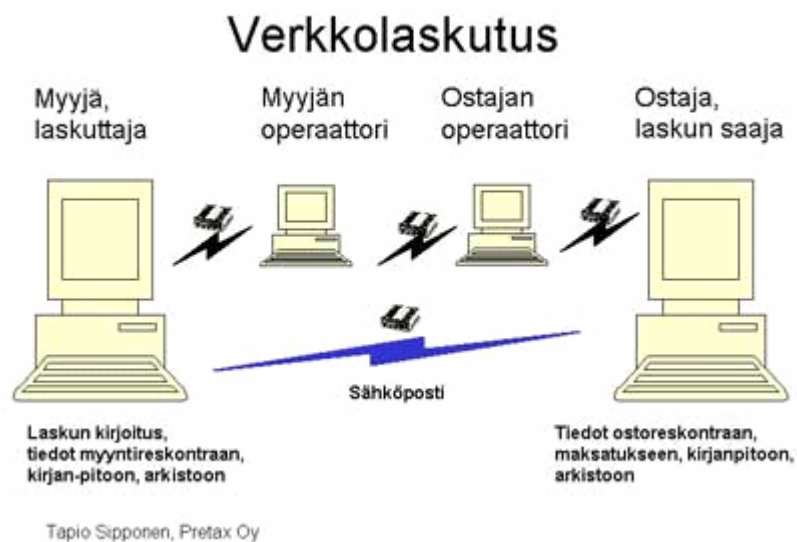 Verkkolaskutus
Myyjä,
laskuttaja
Myyjän
operaattori
Ostajan
operaattori
Ostaja,
laskun saaja
Sähköposti
Laskun kirjoitus,
tiedot myyntireskontraan,
kirjan-pitoon, arkistoon
Tiedot ostoreskontraan,
maksatukseen, kirjanpitoon,
arkistoon
Tapio Sipponen, Pretax Oy